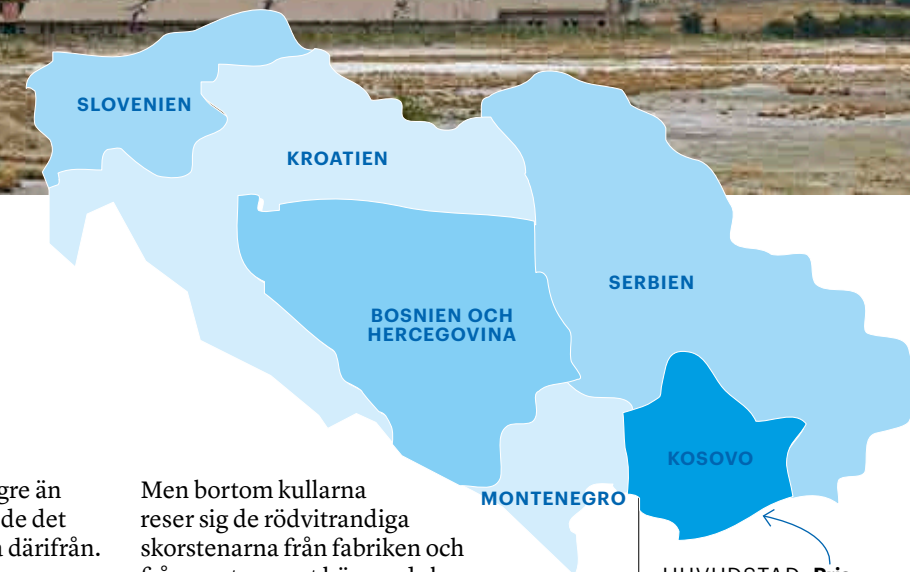 SLOVENIEN
KROATIEN
SERBIEN
BOSNIEN OCH
HERCEGOVINA
KOSOVO
MONTENEGRO
än
de det
därifrån.
Men bortom kullarna
reser sig de rödvitrandiga
skorstenarna från fabriken och
HUVUDSTAD